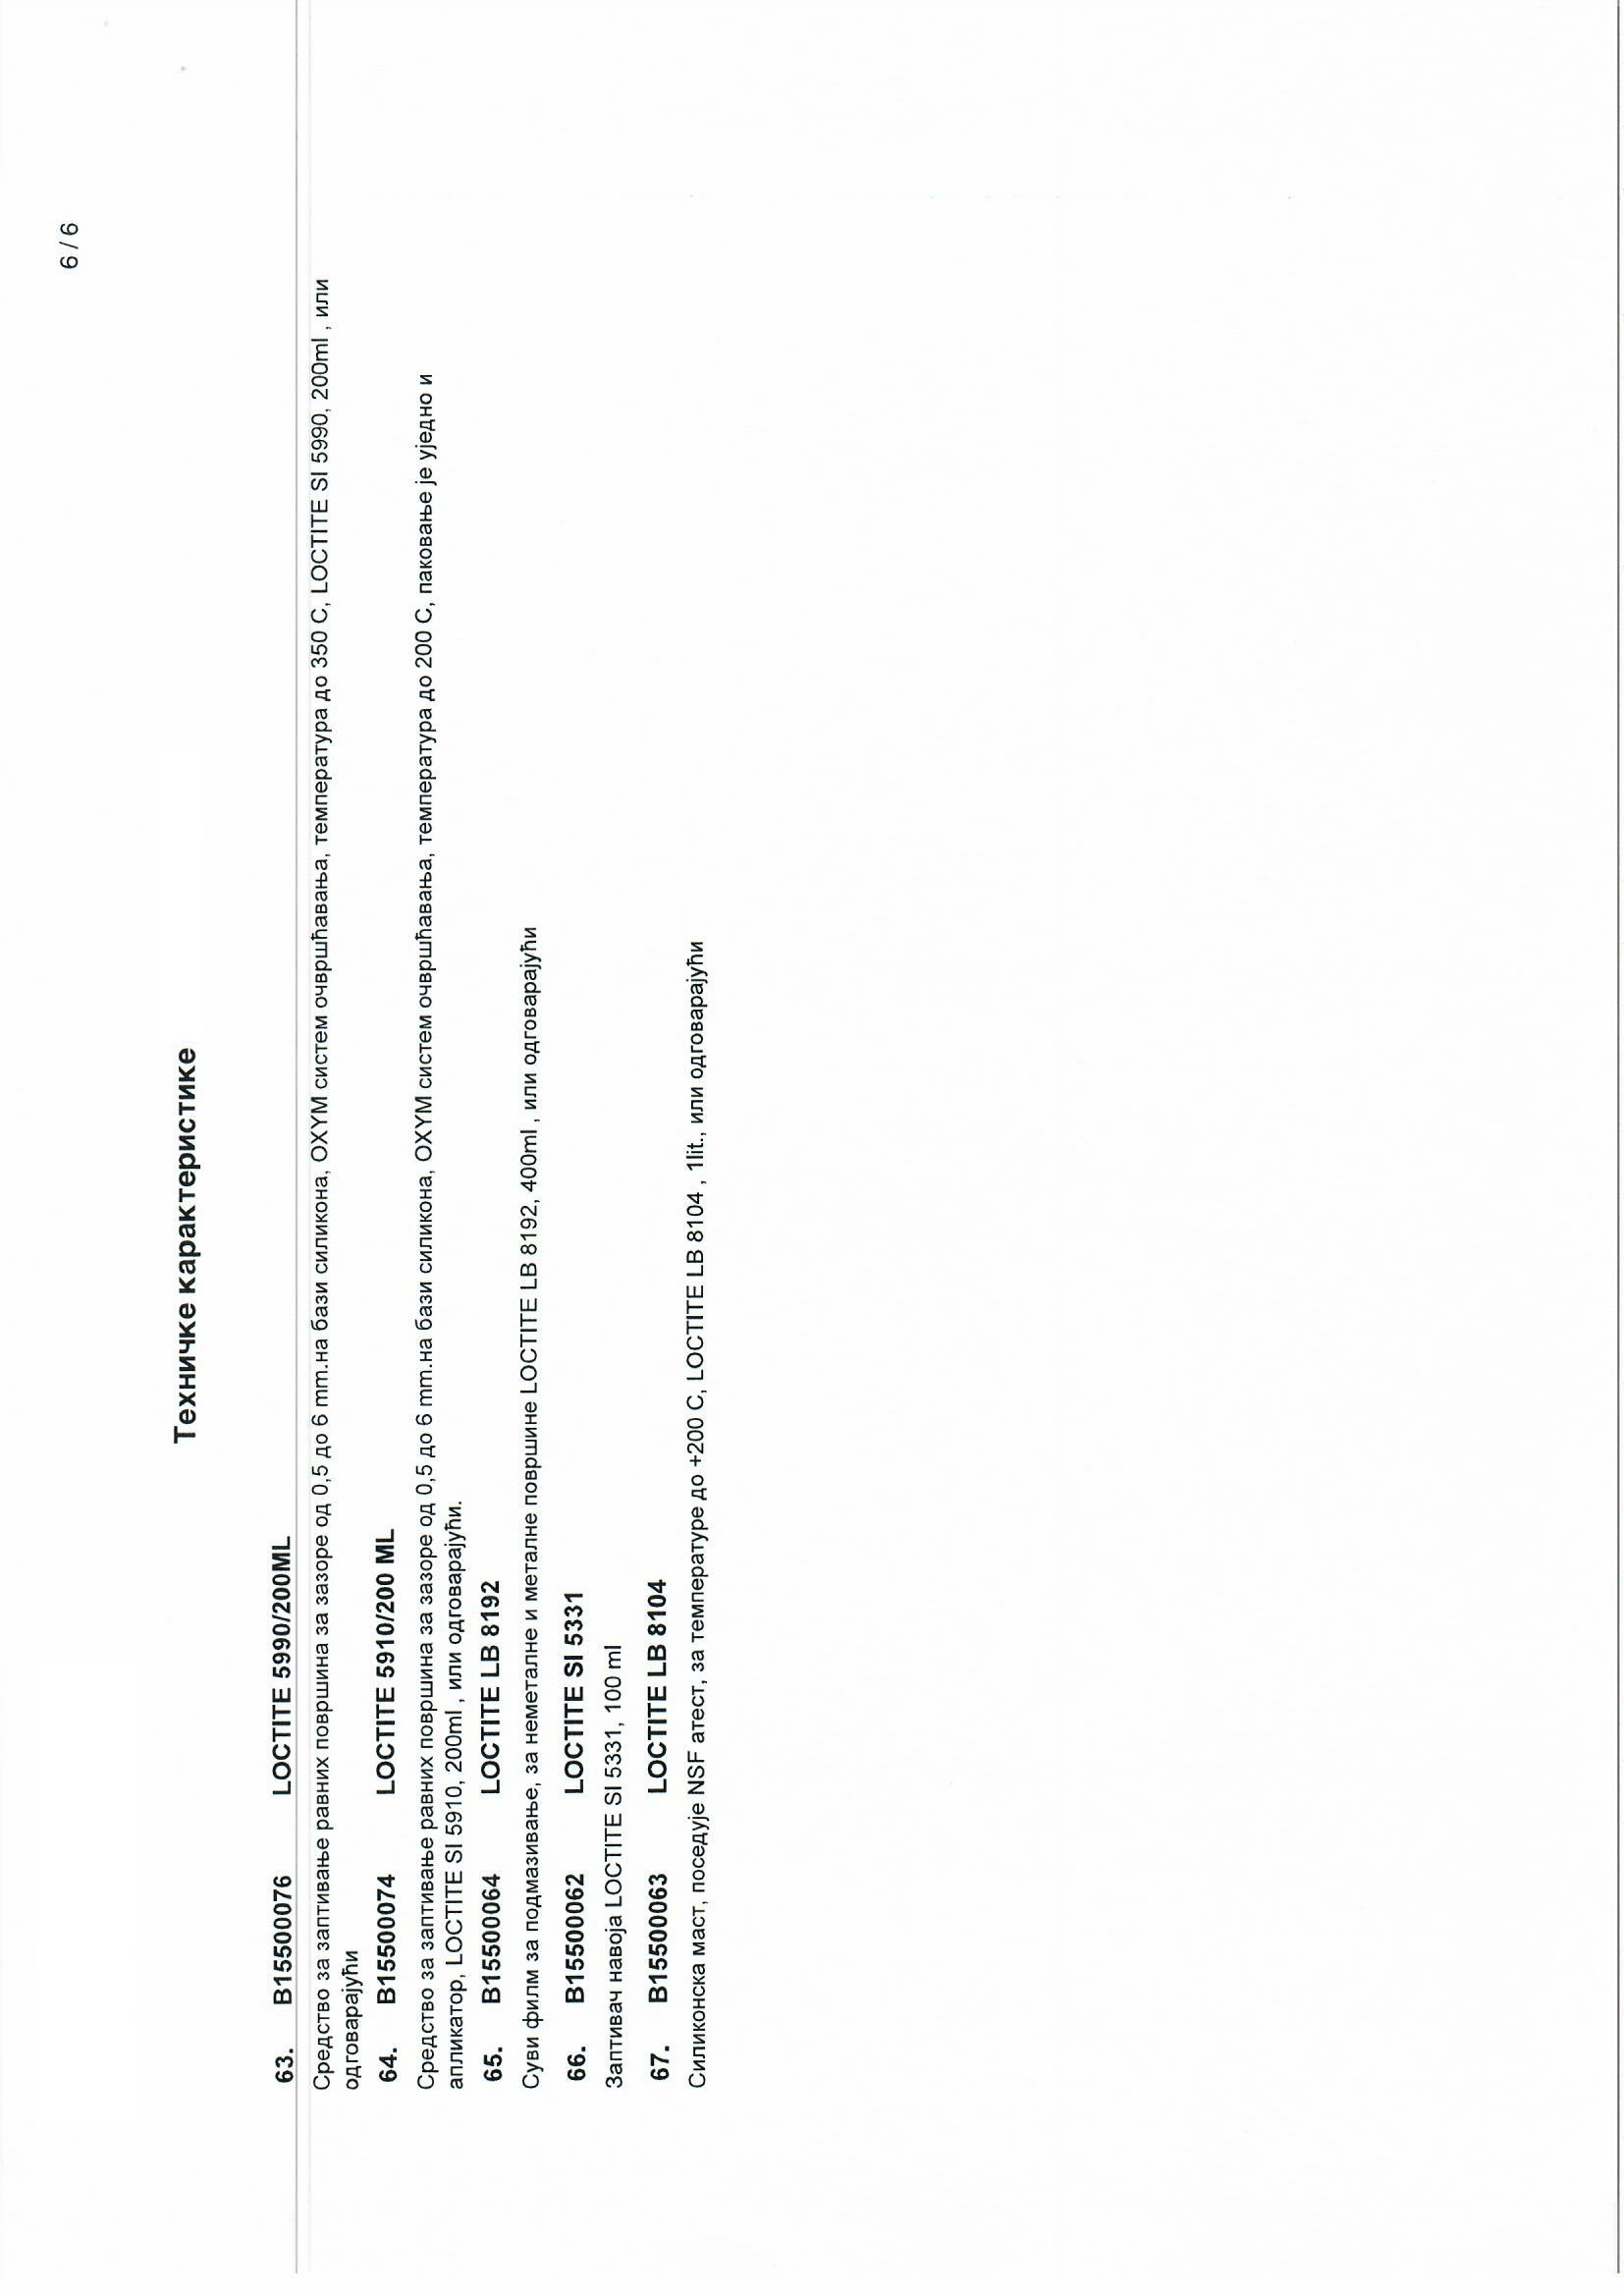 6 / 6
Техничке карактеристике
63. B15500076 LOCTITE 5990/200ML
Средство за заптивање равних површина за зазоре од 0,5 до 6 mm.на бази силикона, OXYM систем очвршћавања, температура до 350 C, LOCTITE SI 5990, 200ml , или
одговарајући
64. B15500074 LOCTITE 5910/200 ML
Средство за заптивање равних површина за зазоре од 0,5 до 6 mm.на бази силикона, OXYM систем очвршћавања, температура до 200 C, паковање је уједно и
апликатор, LOCTITE SI 5910, 200ml , или одговарајући.
65. B15500064 LOCTITE LB 8192
Суви филм за подмазивање, за неметалне и металне површине LOCTITE LB 8192, 400ml , или одговарајући
66. B15500062 LOCTITE SI 5331
Заптивач навоја LOCTITE SI 5331, 100 ml
67. B15500063 LOCTITE LB 8104
Силиконска маст, поседује NSF атест, за температуре до +200 C, LOCTITE LB 8104 , 1lit., или одговарајући